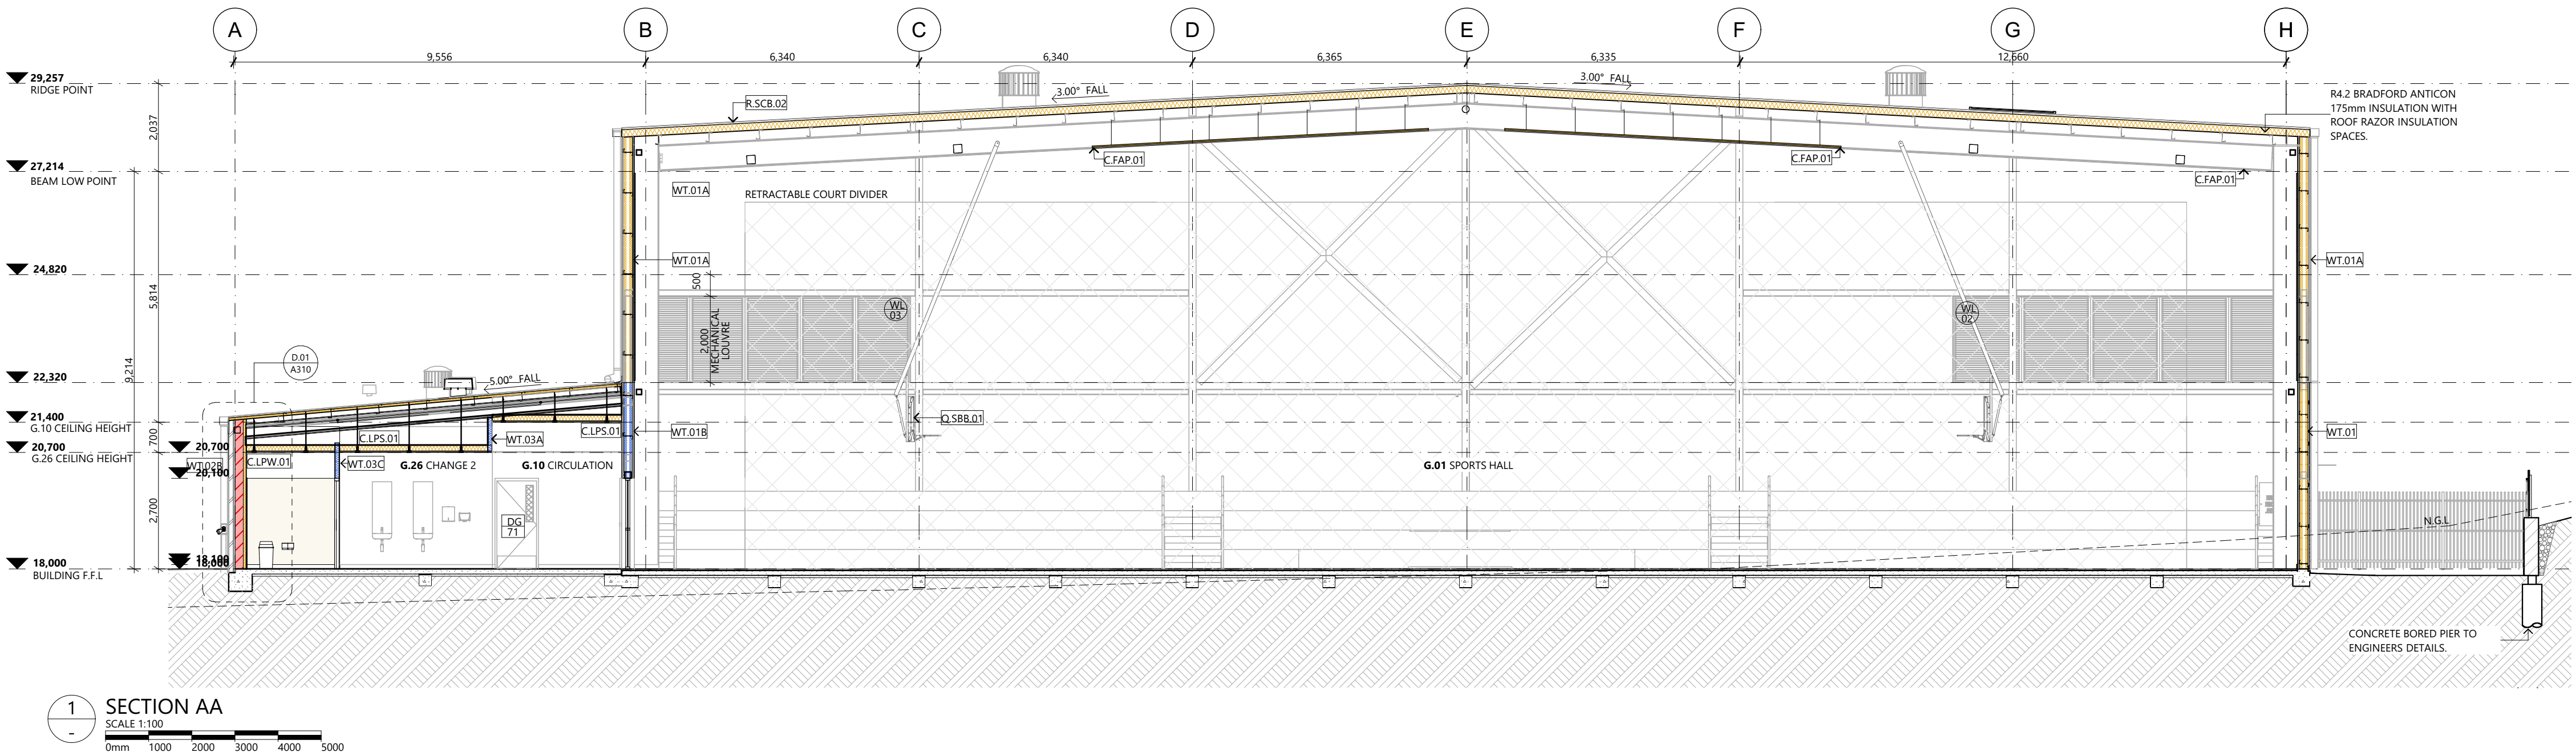 A
B
C
D
E
F
G
H
9,556
6,340
6,340
6,365
6,335
12,660
29,257
RIDGE POINT
2,037
27,214
BEAM LOW POINT
24,820
5,814
9,214
22,320
21,400
G.10 CEILING HEIGHT
700
20,700
G.26 CEILING HEIGHT
20,700
20,100
2,700
18,100
18,000
18,000
BUILDING F.F.L
R.SCB.02
3.00° FALL
3.00° FALL
R4.2 BRADFORD ANTICON
175mm INSULATION WITH
ROOF RAZOR INSULATION
SPACES.
C.FAP.01
C.FAP.01
C.FAP.01
WT.01A
RETRACTABLE COURT DIVIDER
WT.01A
WT.01A
500
2,000
MECHANICAL
LOUVRE
WL
03
WL
02
D.01
A310
5.00° FALL
Q.SBB.01
C.LPS.01
C.LPS.01
WT.03A
WT.01B
WT.01
WT.02B
C.LPW.01
WT.03C
G.26 CHANGE 2
G.10 CIRCULATION
G.01 SPORTS HALL
DG
71
N.G.L
CONCRETE BORED PIER TO
ENGINEERS DETAILS.
1
-
SECTION AA
SCALE 1:100
0mm 1000 2000 3000 4000 5000